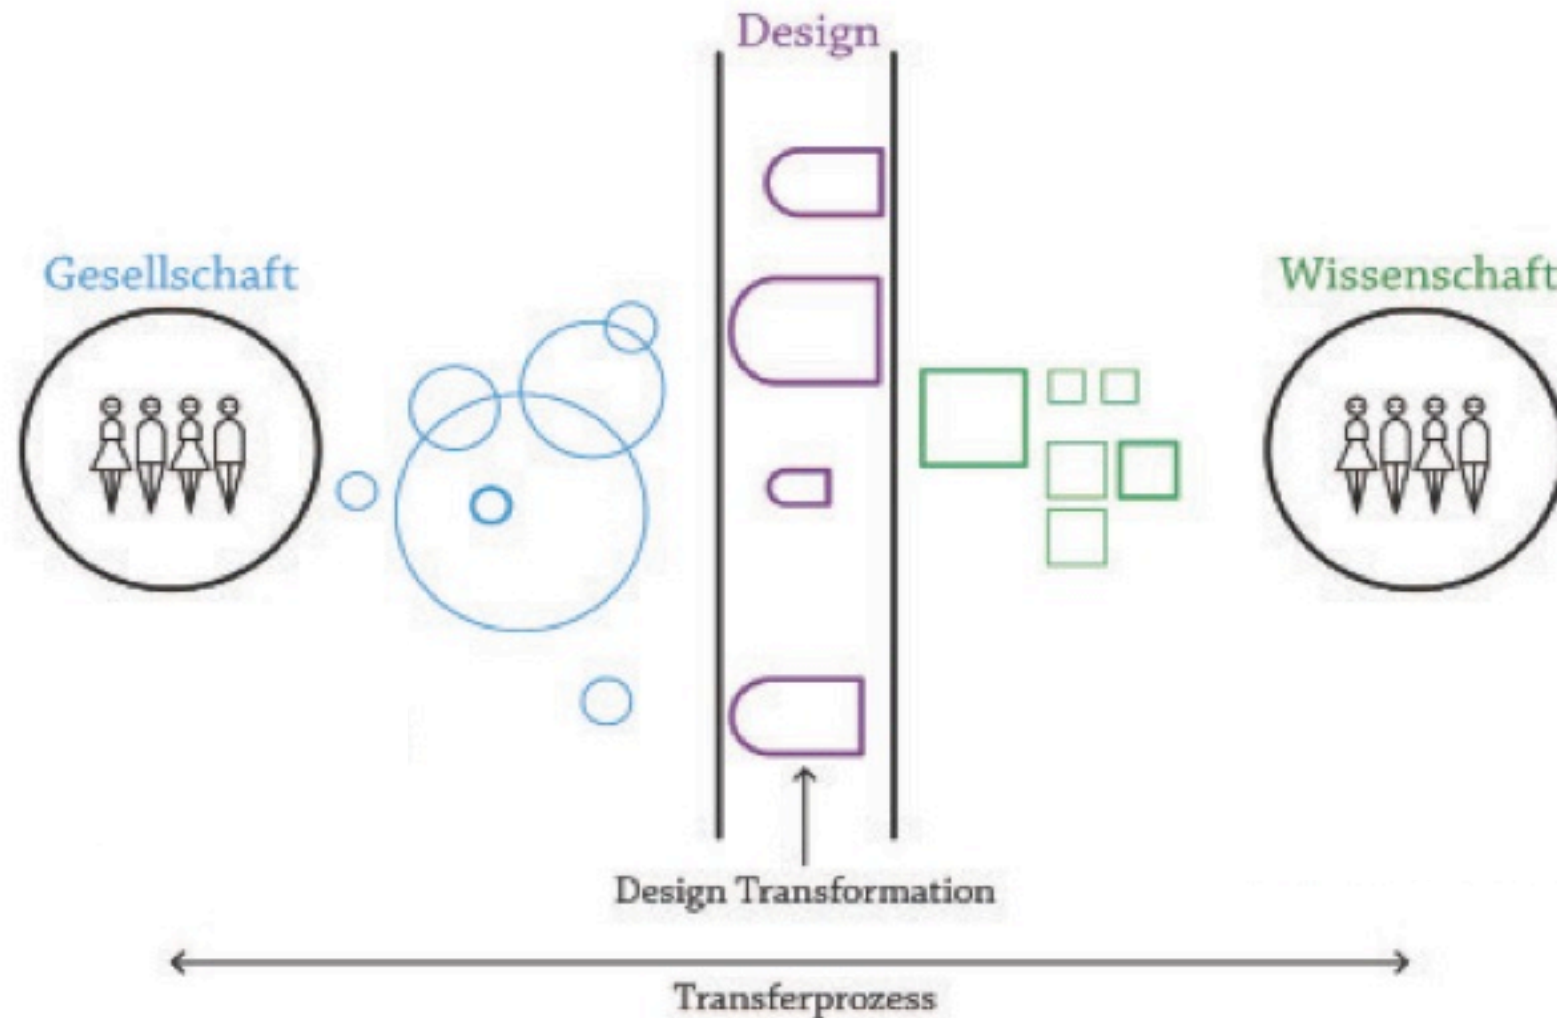 Design
Gesellschaft
Wissenschaft
Design Transformation
Transferprozess